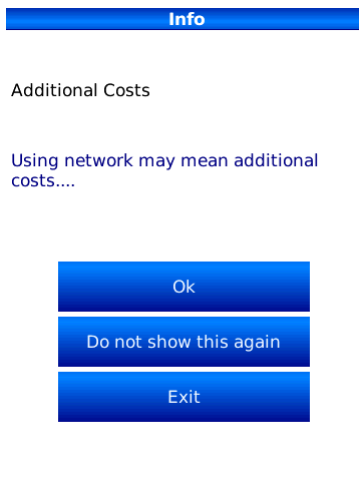 Info
Additional Costs
Using network may mean additional
costs....
Ok
Do not show this again
Exit